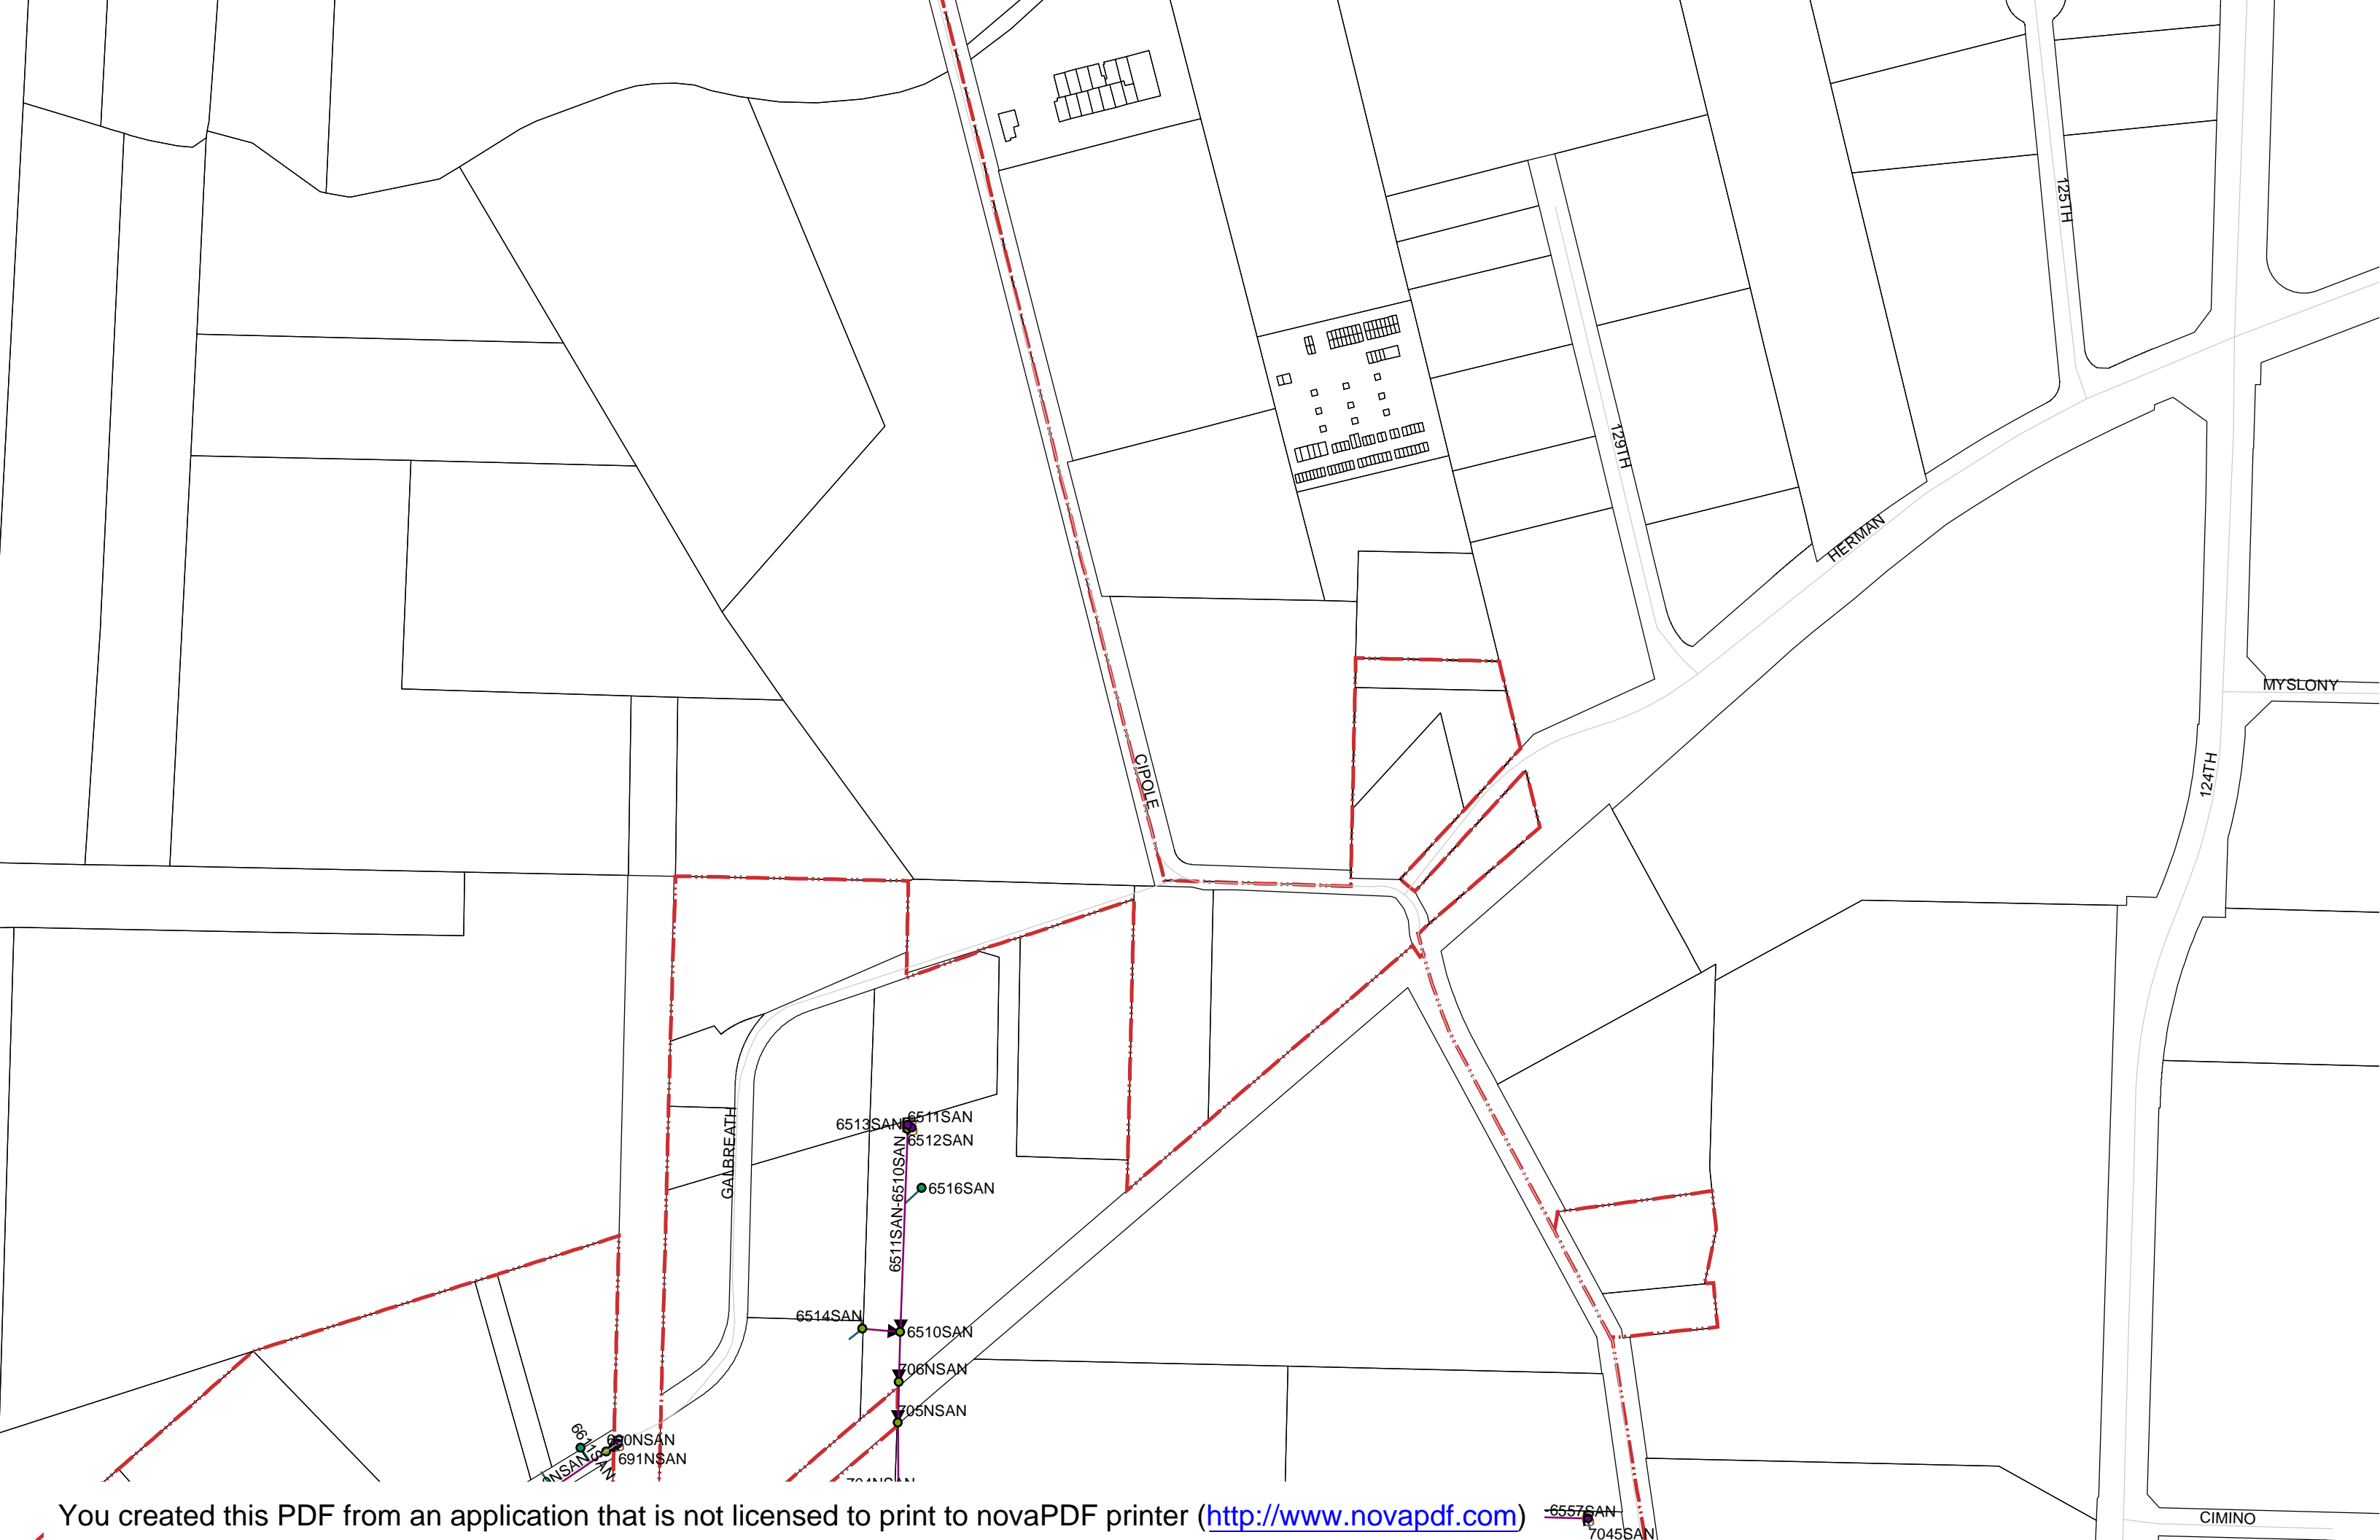 125TH
129TH
HERMAN
MYSLONY
CIPOLE
124TH
6511SAN
6513SAN
6512SAN
GALBREATH
6511SAN-6510SAN
6516SAN
6514SAN
6510SAN
706NSAN
705NSAN
690NSAN
6611SAN
691NSAN
You created this PDF from an application that is not licensed to print to novaPDF printer (http://www.novapdf.com)
6557SAN
CIMINO
7045SAN